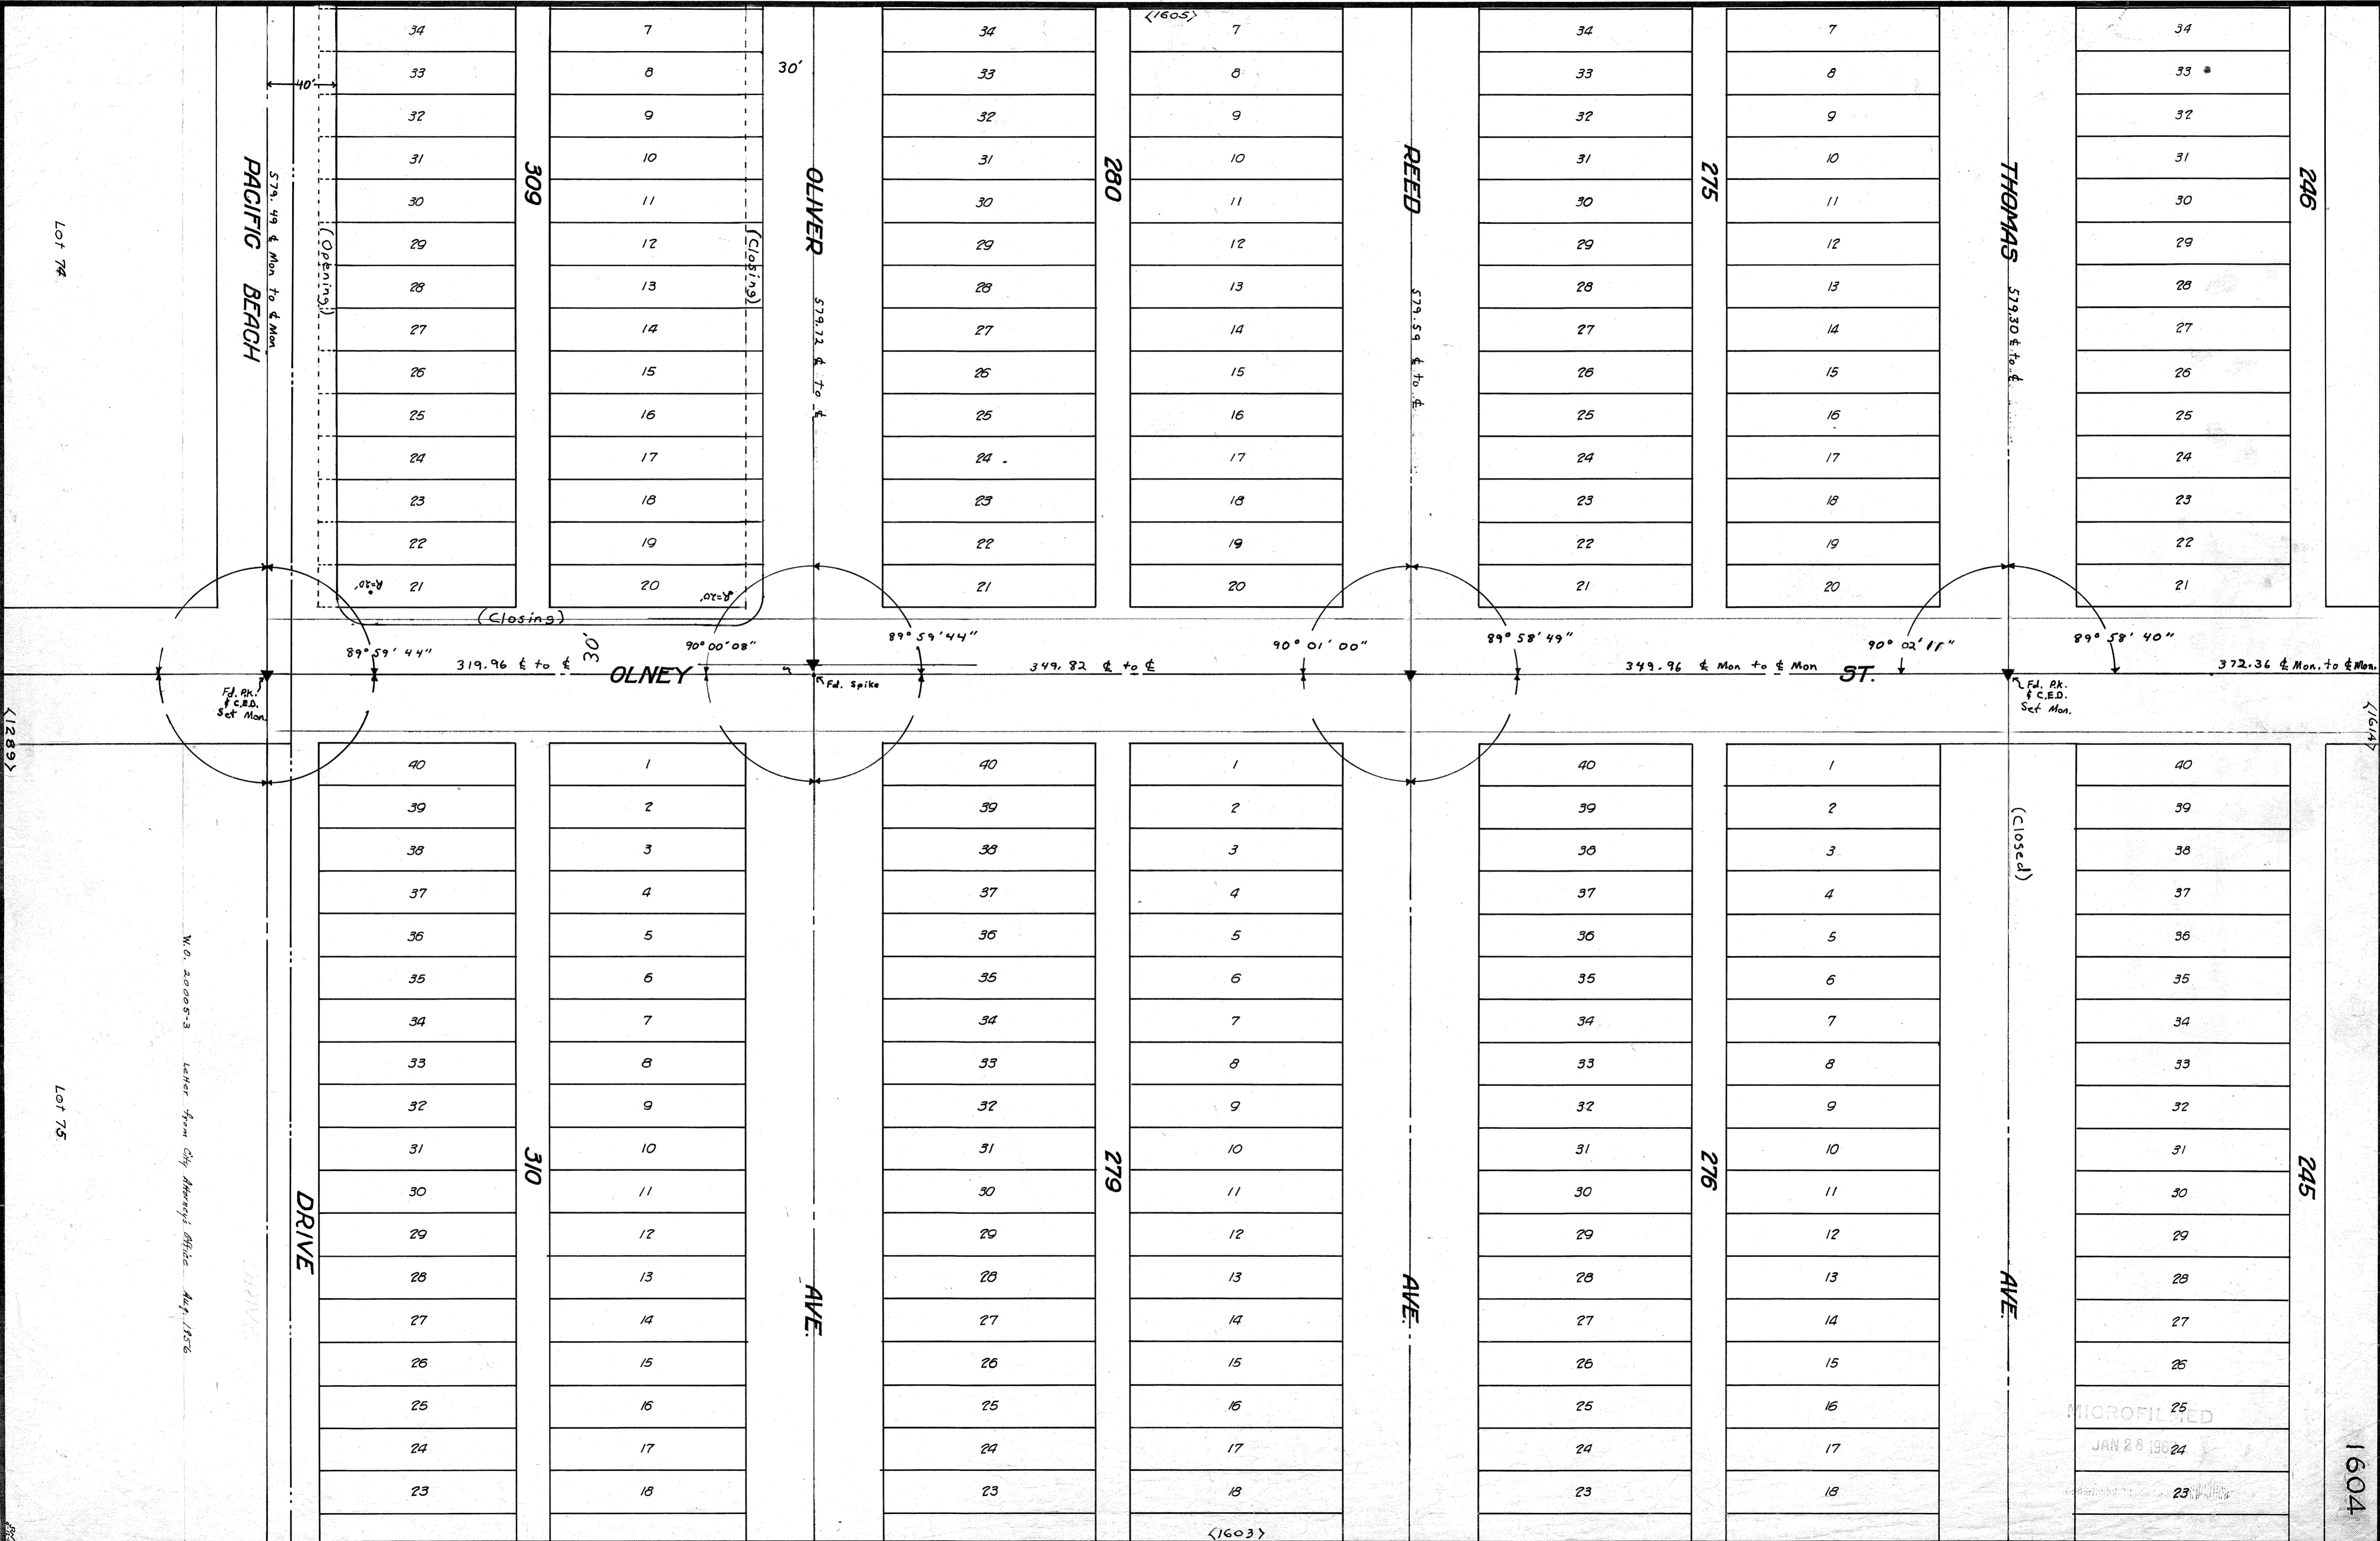 <1605>
34 7 34 7 34 7 34
33 8 30' 33 8 33 8 33
40'
32 9 32 9 32 9 32
31 10 31 10 31 10 31
30 11 30 11 30 11 30
29 12 29 12 29 12 29
28 13 28 13 28 13 28
27 14 27 14 27 14 27
26 15 26 15 26 15 26
25 16 25 16 25 16 25
24 17 24 17 24 17 24
23 18 23 18 23 18 23
22 19 22 19 22 19 22
21 20 21 20 21 20 21
R=20'
R=20'
309
280
275
246
PACIFIC BEACH
579.49 ℄ Mon to ℄ Mon
(Opening)
(Closing)
OLIVER
579.72 ℄ to ℄
REED
579.59 ℄ to ℄
THOMAS
579.30 ℄ to ℄
Lot 74
(Closing)
30'
89° 59' 44"
90° 00' 08"
89° 59' 44"
90° 01' 00"
89° 58' 49"
90° 02' 11"
89° 58' 40"
319.96 ℄ to ℄
OLNEY
349.82 ℄ to ℄
349.96 ℄ Mon to ℄ Mon
ST.
372.36 ℄ Mon. to ℄ Mon.
Fd. P.K.
& C.E.D.
Set Mon.
Fd. Spike
Fd. P.K.
& C.E.D.
Set Mon.
<1289>
<1614>
40 1 40 1 40 1 40
39 2 39 2 39 2 39
38 3 38 3 38 3 38
37 4 37 4 37 4 37
36 5 36 5 36 5 36
35 6 35 6 35 6 35
34 7 34 7 34 7 34
33 8 33 8 33 8 33
32 9 32 9 32 9 32
31 10 31 10 31 10 31
30 11 30 11 30 11 30
29 12 29 12 29 12 29
28 13 28 13 28 13 28
27 14 27 14 27 14 27
26 15 26 15 26 15 26
25 16 25 16 25 16 25
24 17 24 17 24 17 24
23 18 23 18 23 18 23
310
279
276
245
(Closed)
DRIVE
AVE.
AVE.
AVE.
Lot 75
W.O. 20005-3 Letter from City Attorney's Office Aug. 1956
MICROFILMED
JAN 28
1604
<1603>